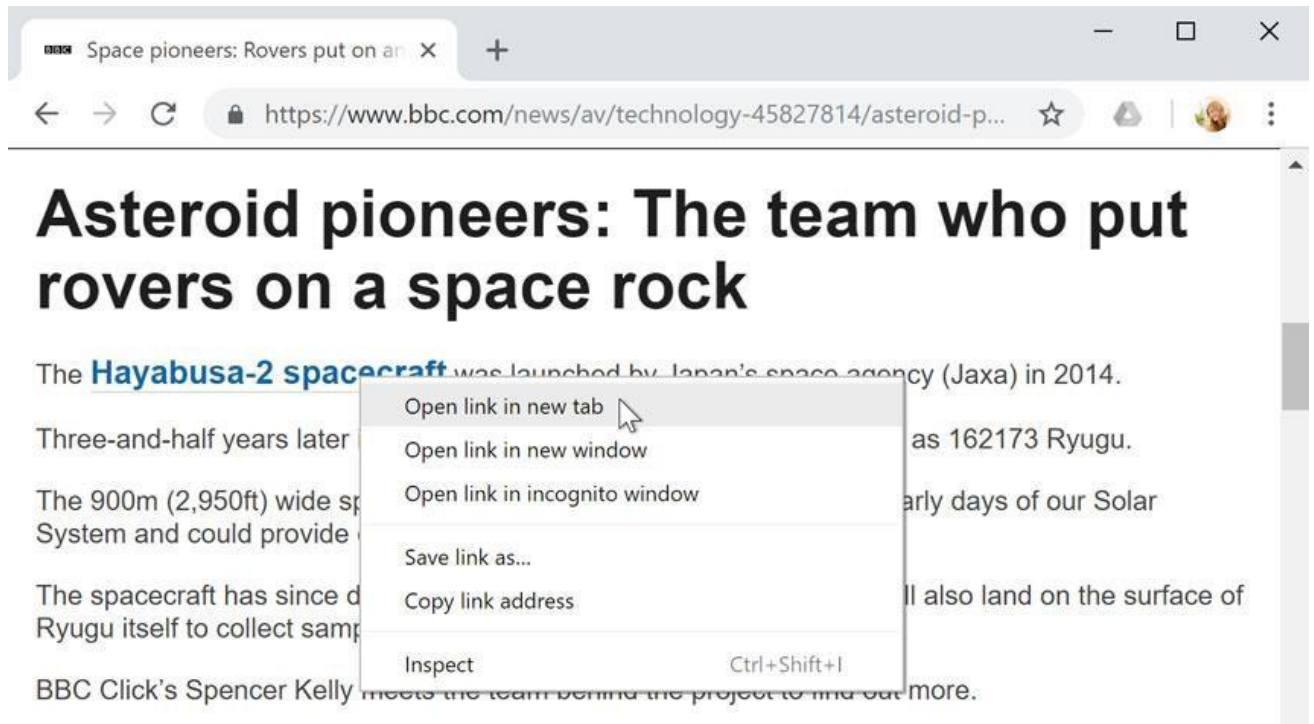 BBC Space pioneers: Rovers put on an
https://www.bbc.com/news/av/technology-45827814/asteroid-p...
Asteroid pioneers: The team who put
rovers on a space rock
The Hayabusa-2 spacecraft was launched by Japan's space agency (Jaxa) in 2014.
Open link in new tab
Three-and-half years later as 162173 Ryugu.
Open link in new window
Open link in incognito window
The 900m (2,950ft) wide early days of our Solar
System and could provide
Save link as...
The spacecraft has since also land on the surface of
Copy link address
Ryugu itself to collect
Inspect Ctrl+Shift+I
BBC Click's Spencer Kelly meets the team behind the project to find out more.